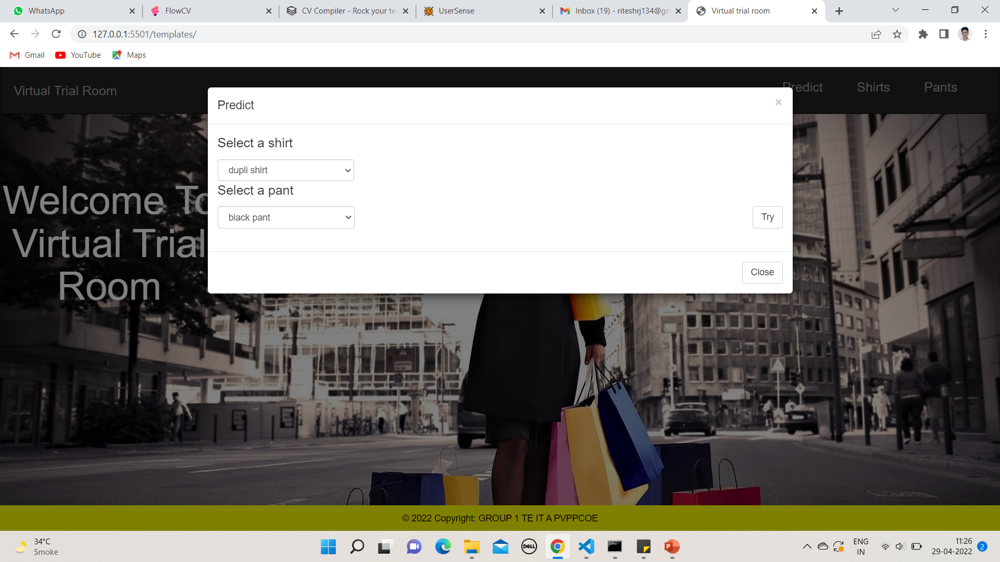 WhatsApp
FlowCV
CV Compiler - Rock your te
UserSense
Inbox (19) - riteshrj134@gm
Virtual trial room
127.0.0.1:5501/templates/
Gmail
YouTube
Maps
Virtual Trial Room
Predict
Shirts
Pants
Predict
×
Select a shirt
dupli shirt
Select a pant
black pant
Try
Close
Welcome To
Virtual Trial
Room
© 2022 Copyright: GROUP 1 TE IT A PVPPCOE
34°C
Smoke
DELL
ENG
IN
11:26
29-04-2022
2